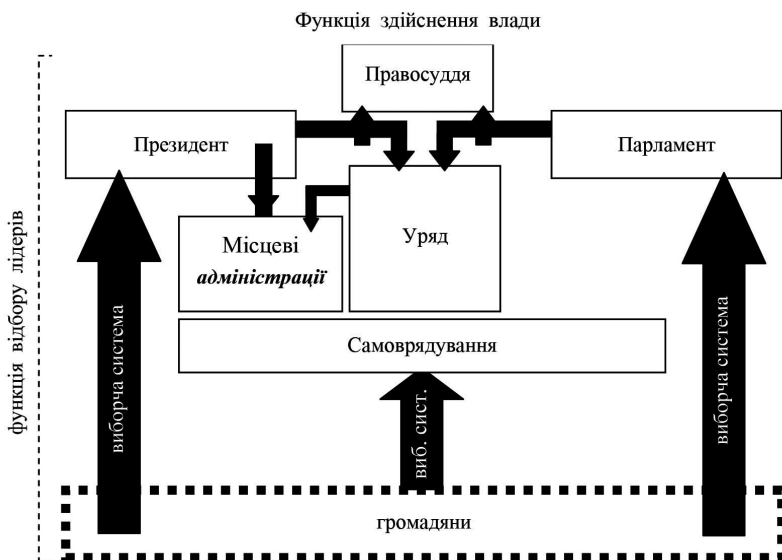 Функція здійснення влади
Правосуддя
Президент
Парламент
Місцеві
адміністрації
Уряд
Самоврядування
функція відбору лідерів
виборча система
виб. сист.
виборча система
громадяни